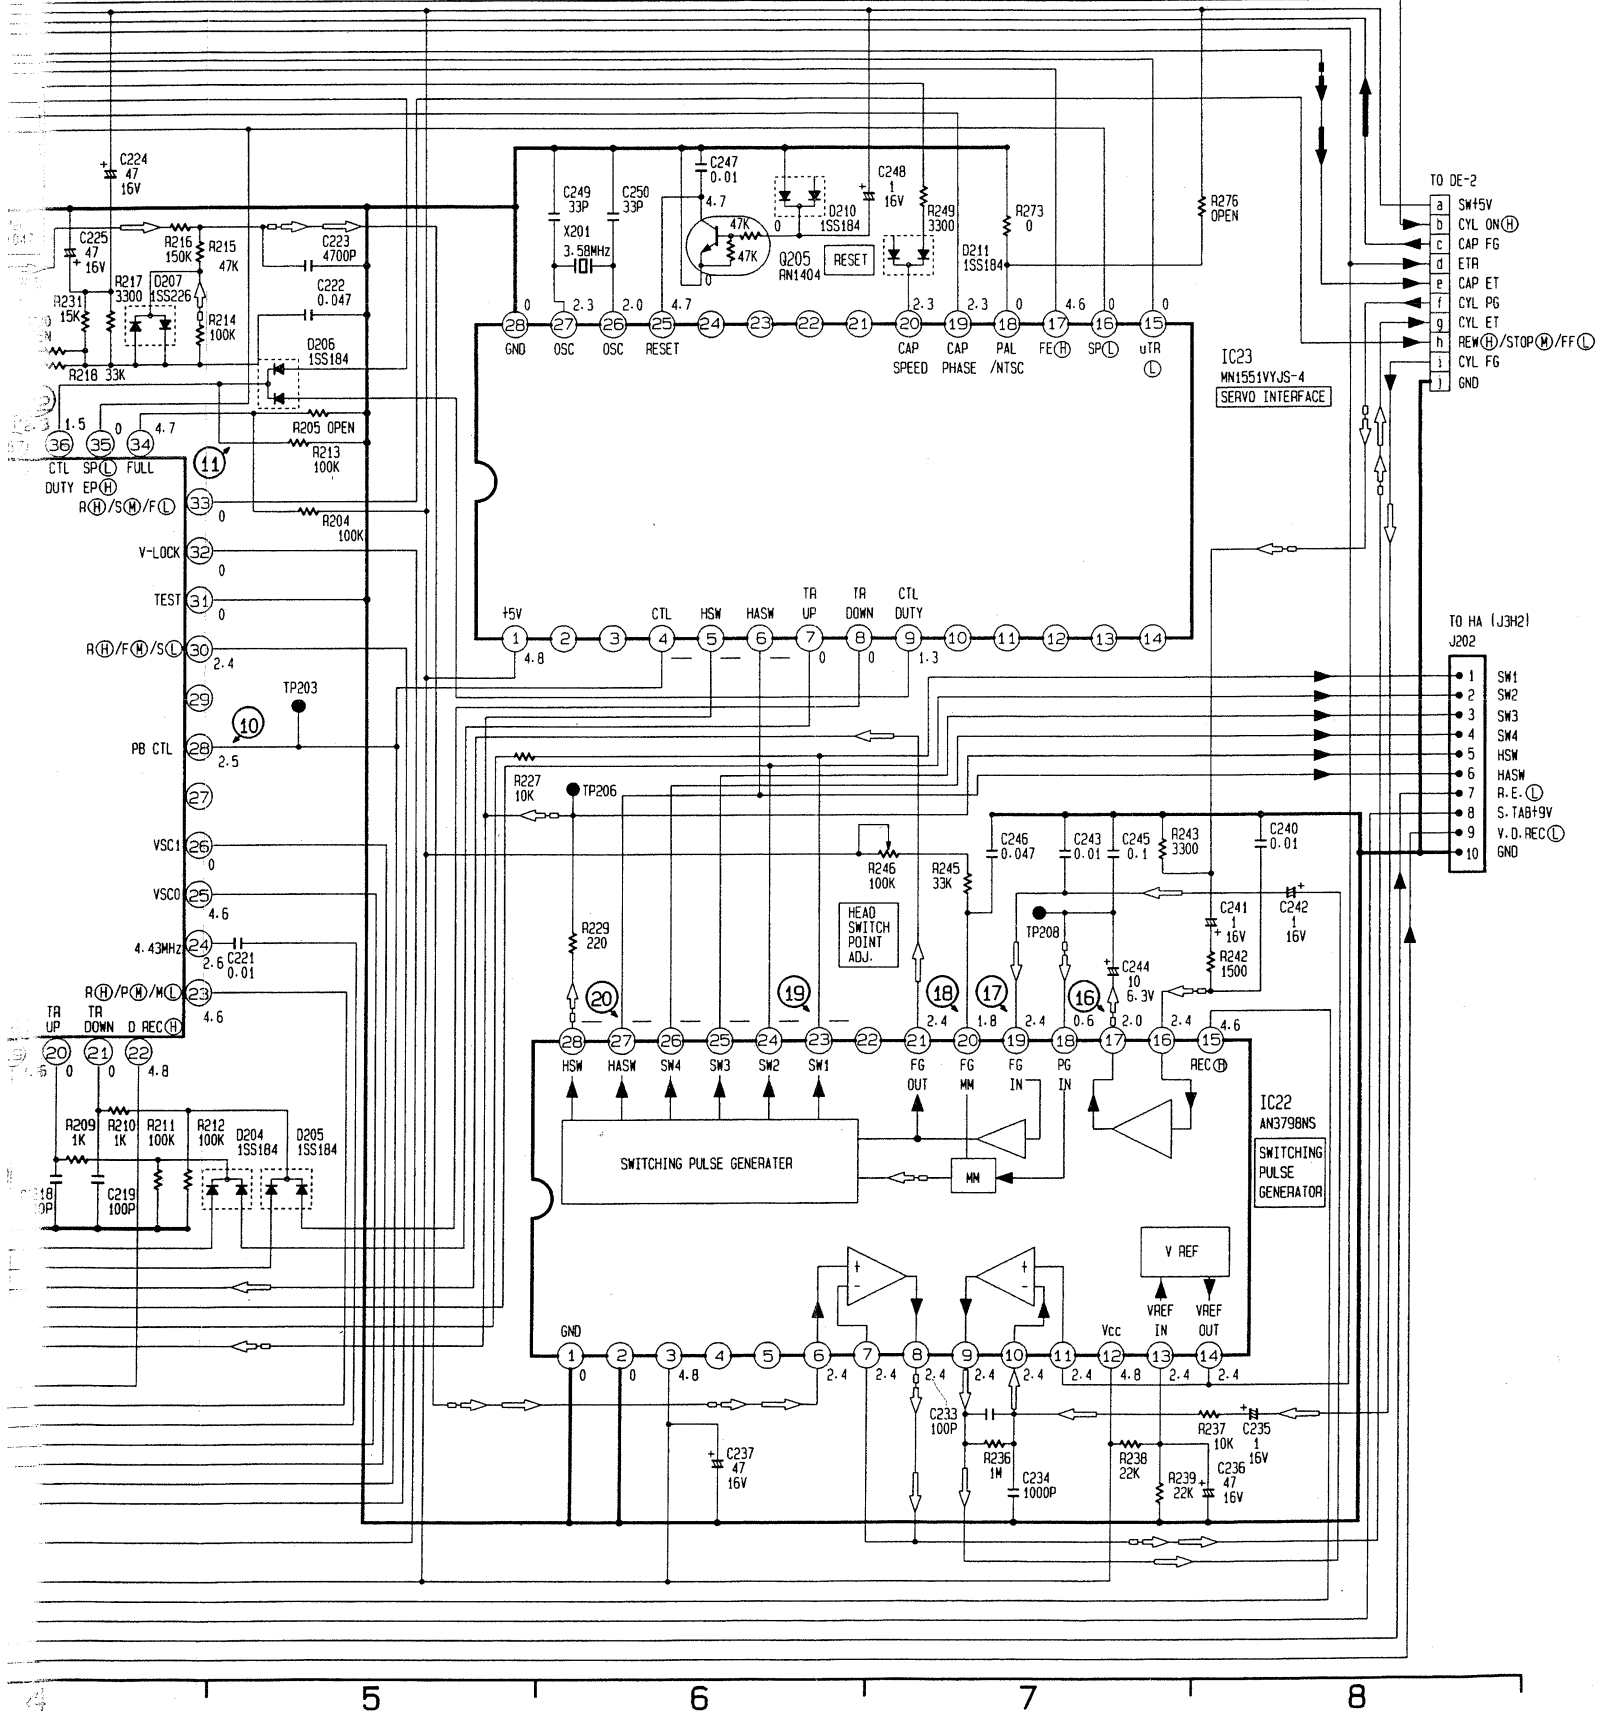 TO DE-2
a SW+5V
b CYL ON(H)
c CAP FG
d ETR
e CAP ET
f CYL PG
g CYL ET
h REW(H)/STOP(M)/FF(L)
i CYL FG
j GND
C224
47
16V
C225
47
16V
R216
150K
R215
47K
C223
4700P
R217
3300
D207
1SS226
C222
0.047
R231
15K
R214
100K
R218 33K
D206
1SS184
R205 OPEN
R213
100K
R204
100K
C249
33P
C250
33P
X201
3.58MHz
C247
0.01
4.7
47K
47K
0
Q205
RN1404
RESET
0
D210
1SS184
C248
1
16V
R249
3300
D211
1SS184
R273
0
R276
OPEN
0 2.3 2.0 4.7 2.3 2.3 0 4.6 0 0
28 27 26 25 24 23 22 21 20 19 18 17 16 15
GND OSC OSC RESET CAP SPEED CAP PHASE PAL /NTSC FE(H) SP(L) uTR (L)
IC23
MN1551VYJS-4
SERVO INTERFACE
1.5 0 4.7
36 35 34
CTL DUTY SP(L) EP(H) FULL
11
R(H)/S(M)/F(L) 33 0
V-LOCK 32 0
TEST 31 0
R(H)/F(M)/S(L) 30 2.4
29
TP203
10
PB CTL 28 2.5
27
VSC1 26 0
VSC0 25 4.6
4.43MHz 24 2.6
C221
0.01
R(H)/P(M)/M(L) 23 4.6
TR UP TR DOWN D REC(H)
20 21 22
0 0 4.8
+5V CTL HSW HASW TR UP TR DOWN CTL DUTY
1 2 3 4 5 6 7 8 9 10 11 12 13 14
4.8 0 0 1.3
TO HA (J3H2)
J202
1 SW1
2 SW2
3 SW3
4 SW4
5 HSW
6 HASW
7 R.E.(L)
8 S.TAB+9V
9 V.D.REC(L)
10 GND
R227
10K
TP206
R229
220
R246
100K
R245
33K
C246
0.047
C243
0.01
C245
0.1
R243
3300
C240
0.01
HEAD
SWITCH
POINT
ADJ.
TP208
C241
1
16V
C242
1
16V
R242
1500
C244
10
6.3V
20 19 18 17 16
2.4 1.8 2.4 0.6 2.0 2.4 4.6
28 27 26 25 24 23 22 21 20 19 18 17 16 15
HSW HASW SW4 SW3 SW2 SW1 FG OUT FG MM FG IN PG IN REC(H)
IC22
AN3798NS
SWITCHING
PULSE
GENERATOR
SWITCHING PULSE GENERATER
MM
V REF
VREF IN
VREF OUT
R209
1K
R210
1K
R211
100K
R212
100K
D204
1SS184
D205
1SS184
C219
100P
+ -
+ -
GND Vcc
1 2 3 4 5 6 7 8 9 10 11 12 13 14
0 0 4.8 2.4 2.4 2.4 2.4 2.4 2.4 4.8 2.4 2.4
C233
100P
C237
47
16V
R236
1M
C234
1000P
R237
10K
C235
1
16V
R238
22K
R239
22K
C236
47
16V
4 5 6 7 8